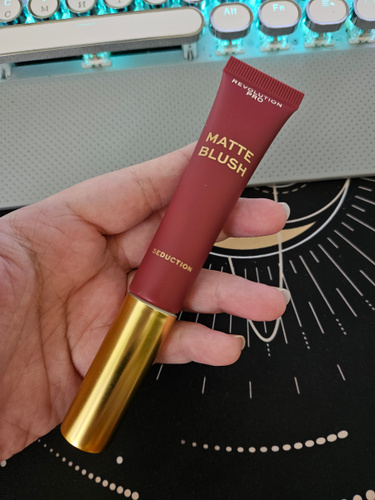 Alt
Fn
C
M
REVOLUTION
PRO
MATTE
BLUSH
SEDUCTION